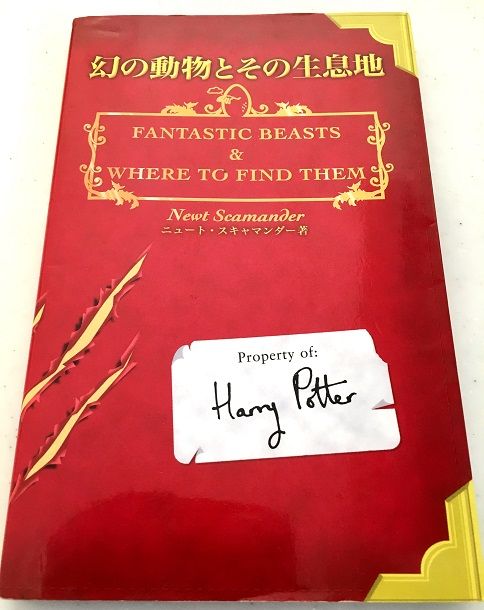 幻の動物とその生息地
FANTASTIC BEASTS
&
WHERE TO FIND THEM
Newt Scamander
ニュート・スキャマンダー著
Property of:
Harry Potter